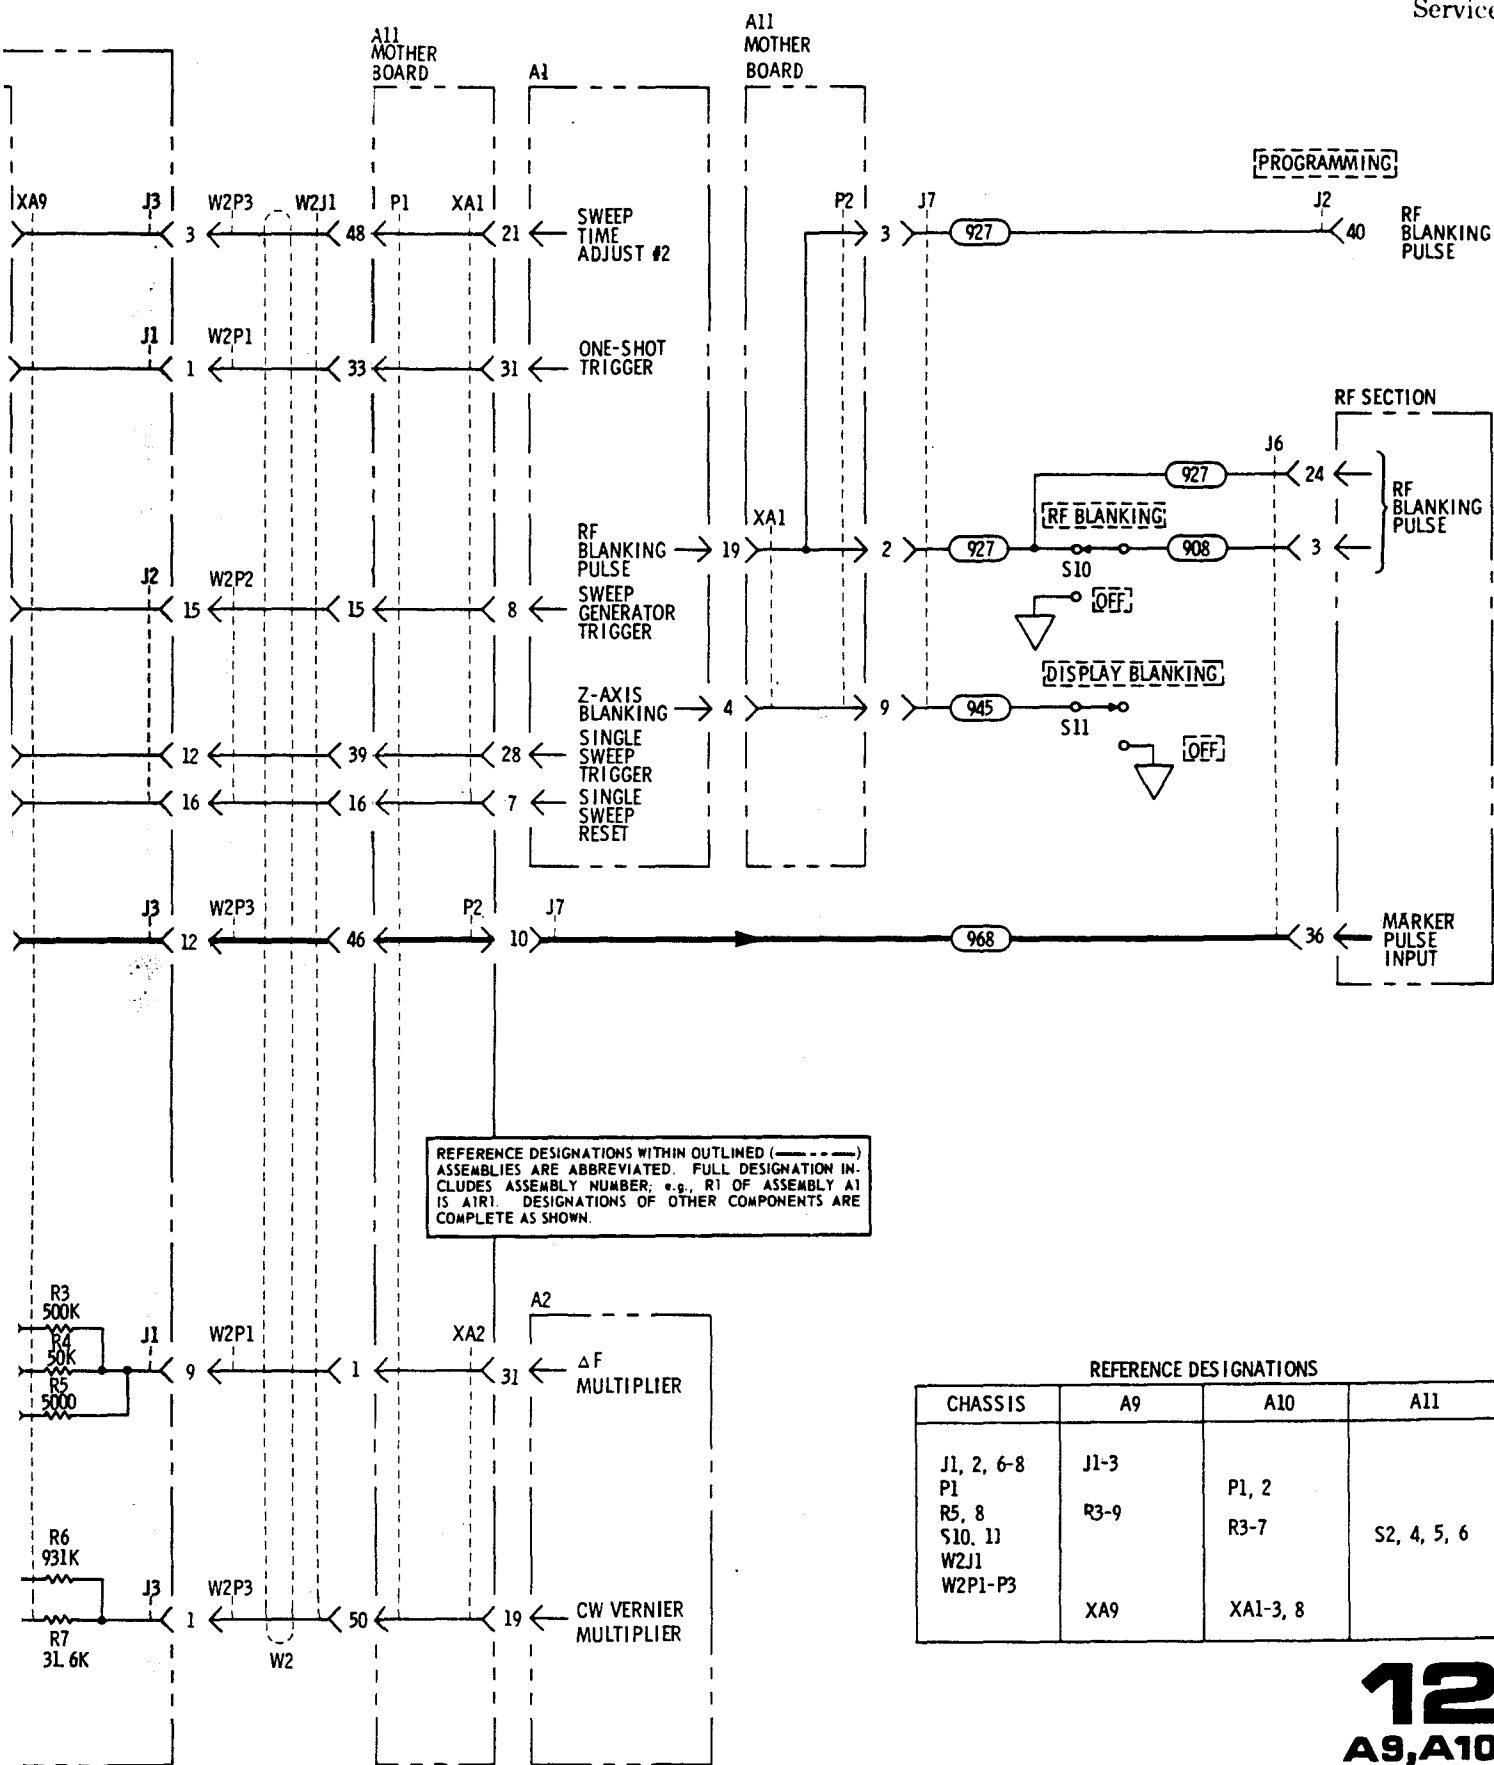 Service
A11
MOTHER
BOARD
A1
A11
MOTHER
BOARD
PROGRAMMING
XA9
J3
W2P3
W2J1
P1
XA1
P2
J7
J2
3
48
21
SWEEP
TIME
ADJUST #2
3
927
40
RF
BLANKING
PULSE
J1
W2P1
1
33
31
ONE-SHOT
TRIGGER
RF SECTION
J6
927
24
RF
BLANKING
PULSE
XA1
RF BLANKING
RF
BLANKING
PULSE
19
2
927
S10
908
3
J2
W2P2
15
15
8
SWEEP
GENERATOR
TRIGGER
OFF
DISPLAY BLANKING
Z-AXIS
BLANKING
4
9
945
S11
OFF
12
39
28
SINGLE
SWEEP
TRIGGER
16
16
7
SINGLE
SWEEP
RESET
J3
W2P3
P2
J7
12
46
10
968
36
MARKER
PULSE
INPUT
REFERENCE DESIGNATIONS WITHIN OUTLINED (
)
ASSEMBLIES ARE ABBREVIATED. FULL DESIGNATION IN-
CLUDES ASSEMBLY NUMBER; e.g., R1 OF ASSEMBLY A1
IS A1R1. DESIGNATIONS OF OTHER COMPONENTS ARE
COMPLETE AS SHOWN.
R3
500K
R4
50K
R5
5000
J1
W2P1
XA2
A2
9
1
31
ΔF
MULTIPLIER
R6
931K
J3
W2P3
1
50
19
CW VERNIER
MULTIPLIER
R7
31.6K
W2
REFERENCE DESIGNATIONS
CHASSIS A9 A10 A11
J1, 2, 6-8 J1-3
P1 P1, 2
R5, 8 R3-9 R3-7
S10, 11 S2, 4, 5, 6
W2J1
W2P1-P3
XA9 XA1-3, 8
12
A9,A10